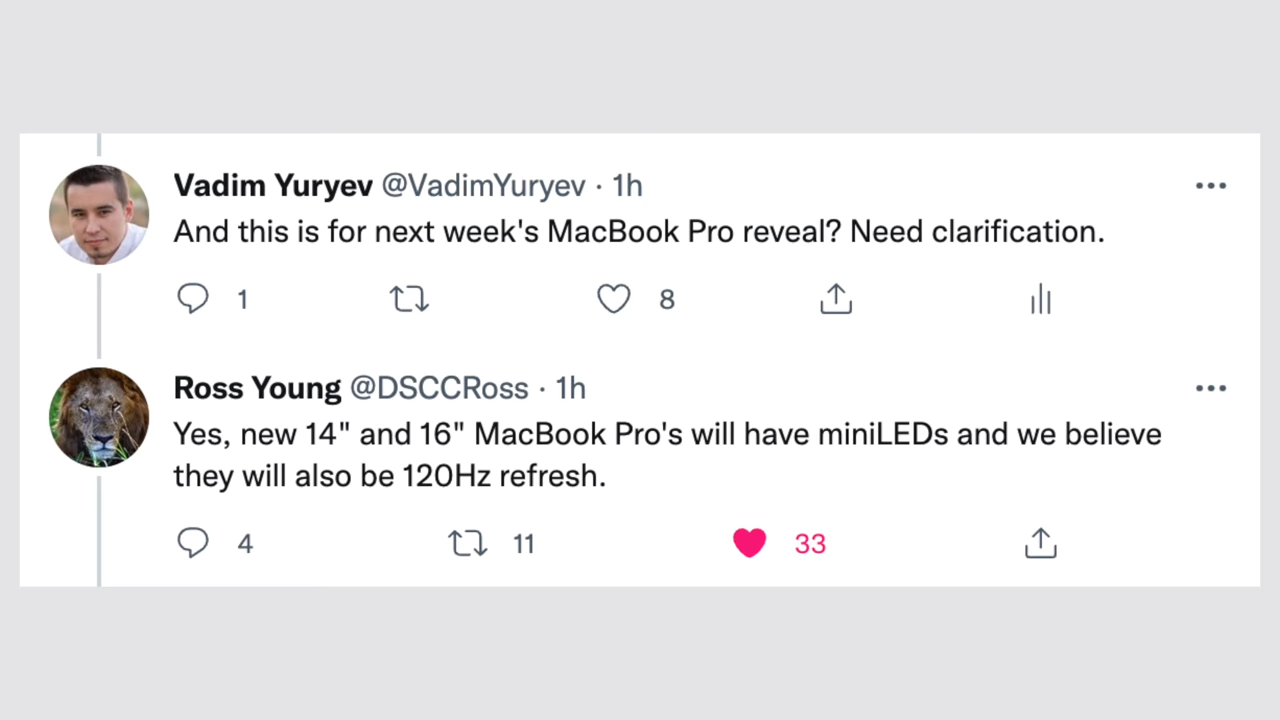 Vadim Yuryev @VadimYuryev · 1h
And this is for next week's MacBook Pro reveal? Need clarification.
1 8
Ross Young @DSCCRoss · 1h
Yes, new 14" and 16" MacBook Pro's will have miniLEDs and we believe
they will also be 120Hz refresh.
4 11 33